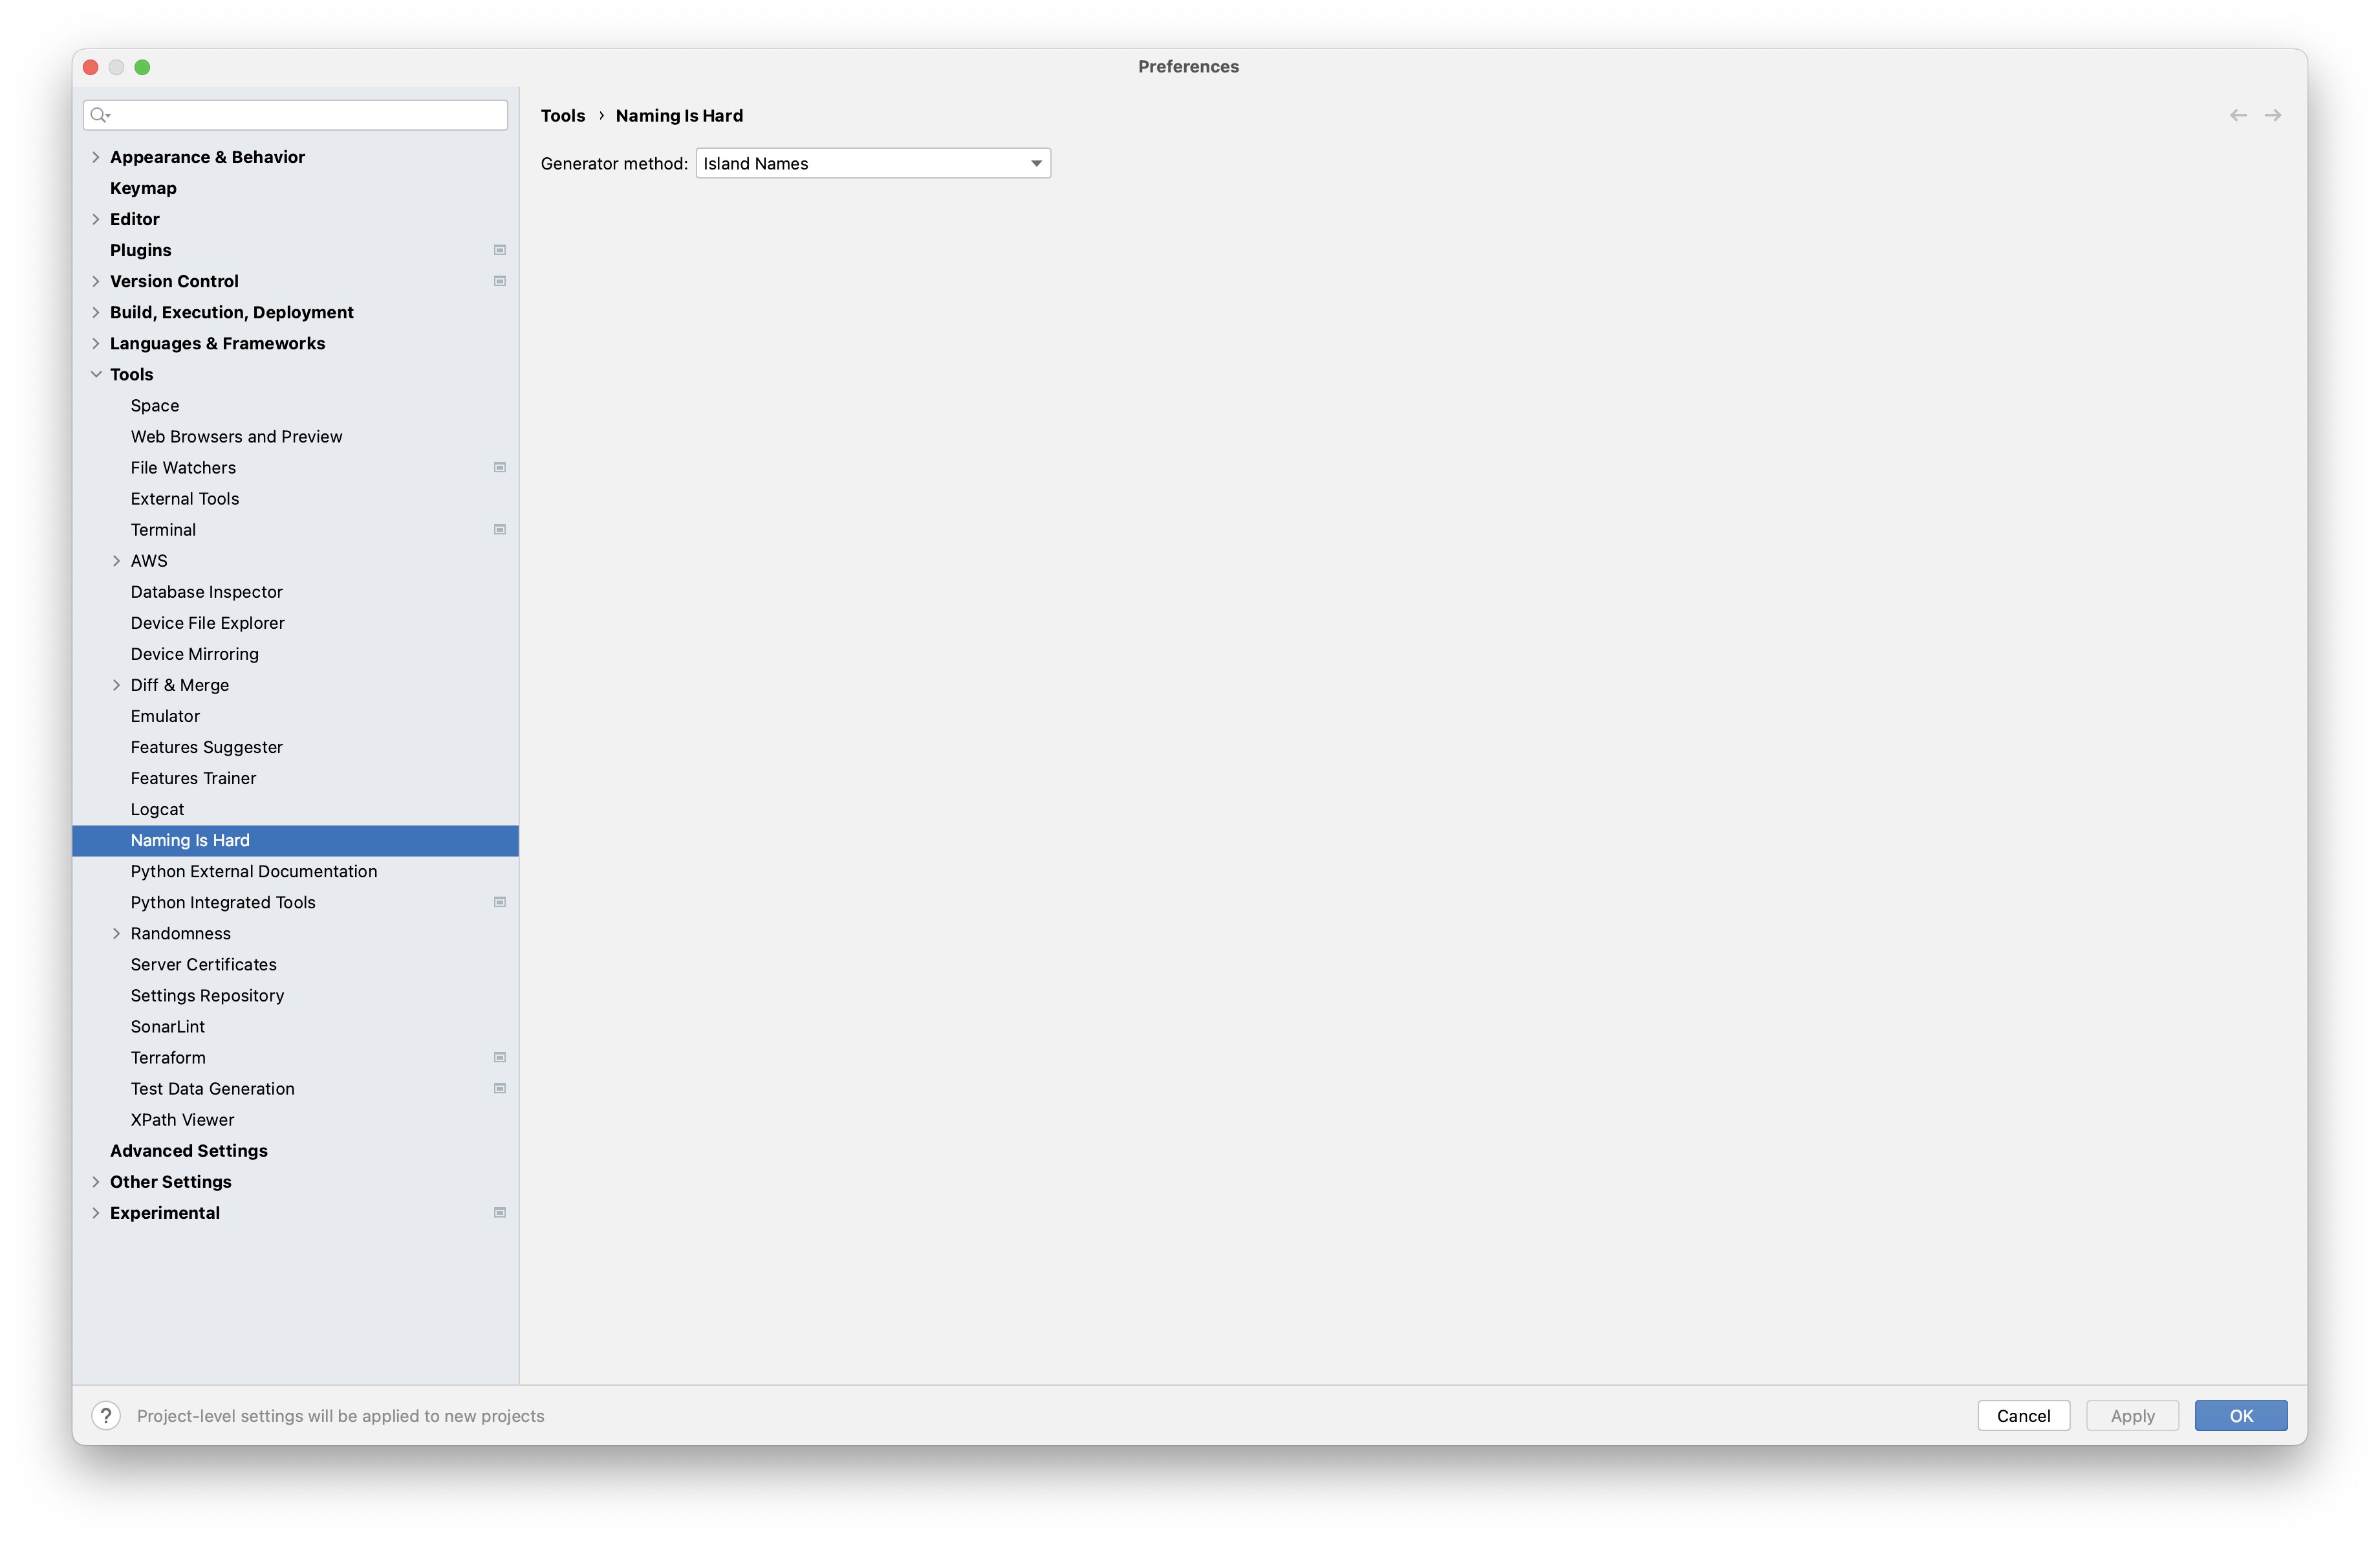 Preferences
Appearance & Behavior
Keymap
Editor
Plugins
Version Control
Build, Execution, Deployment
Languages & Frameworks
Tools
Space
Web Browsers and Preview
File Watchers
External Tools
Terminal
AWS
Database Inspector
Device File Explorer
Device Mirroring
Diff & Merge
Emulator
Features Suggester
Features Trainer
Logcat
Naming Is Hard
Python External Documentation
Python Integrated Tools
Randomness
Server Certificates
Settings Repository
SonarLint
Terraform
Test Data Generation
XPath Viewer
Advanced Settings
Other Settings
Experimental
Tools › Naming Is Hard
Generator method: Island Names
? Project-level settings will be applied to new projects
Cancel Apply OK